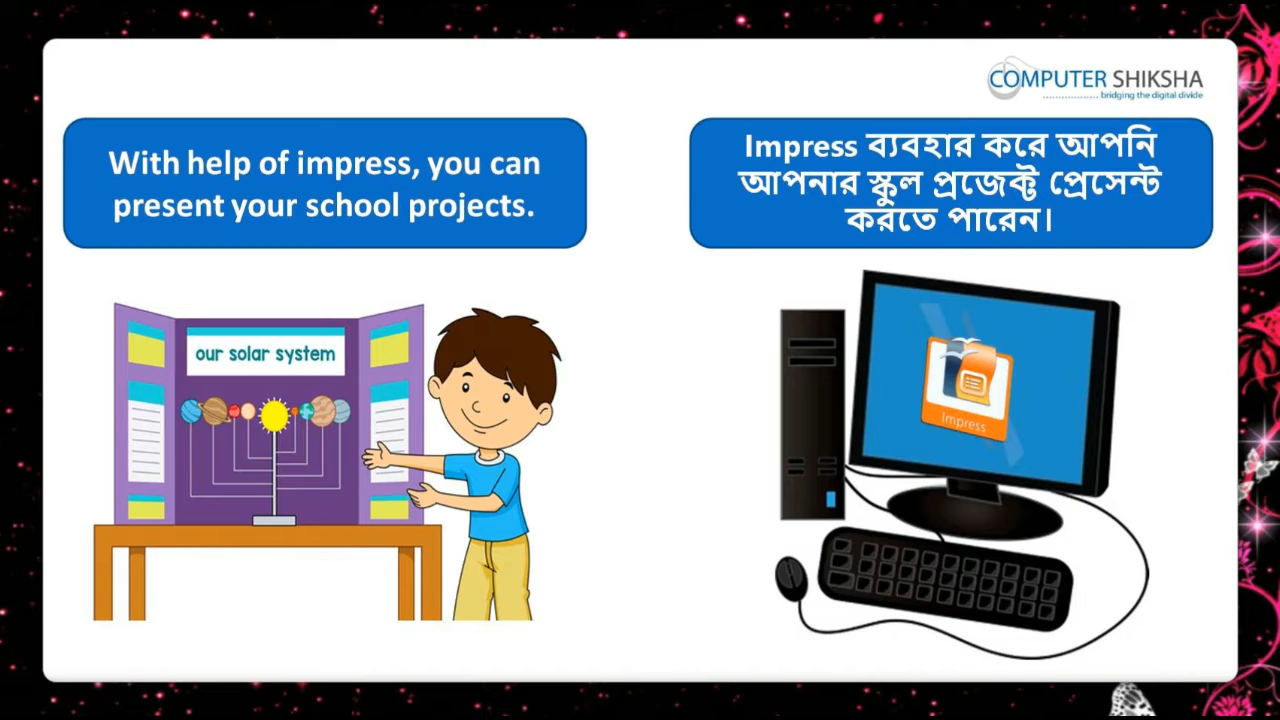 COMPUTER SHIKSHA
bridging the digital divide
With help of impress, you can
present your school projects.
Impress ব্যবহার করে আপনি
আপনার স্কুল প্রজেক্ট প্রেসেন্ট
করতে পারেন।
our solar system
Impress